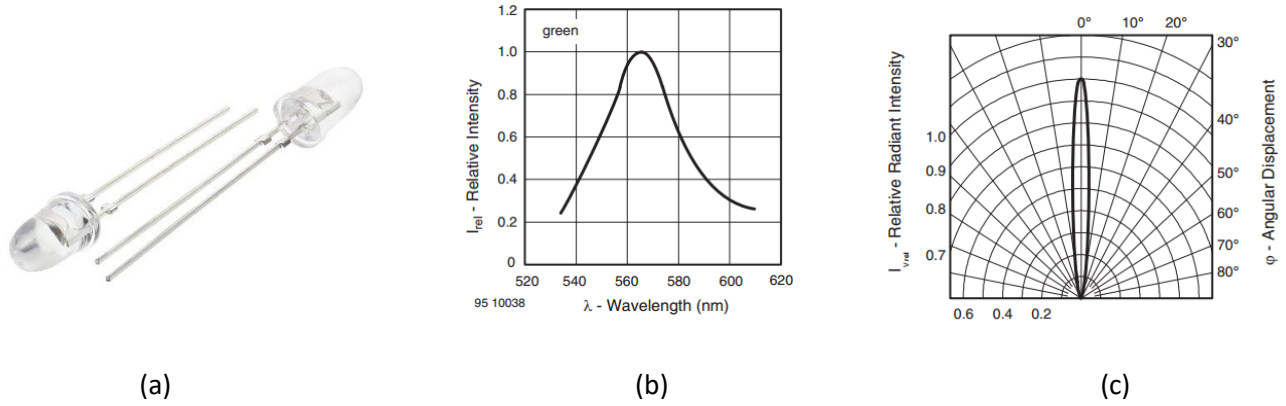 1.2
green
1.0
0.8
0.6
0.4
0.2
0
520 540 560 580 600 620
I rel - Relative Intensity
λ - Wavelength (nm)
95 10038
0° 10° 20°
30°
40°
50°
60°
70°
80°
φ - Angular Displacement
I v rel - Relative Radiant Intensity
1.0
0.9
0.8
0.7
0.6 0.4 0.2
(a) (b) (c)